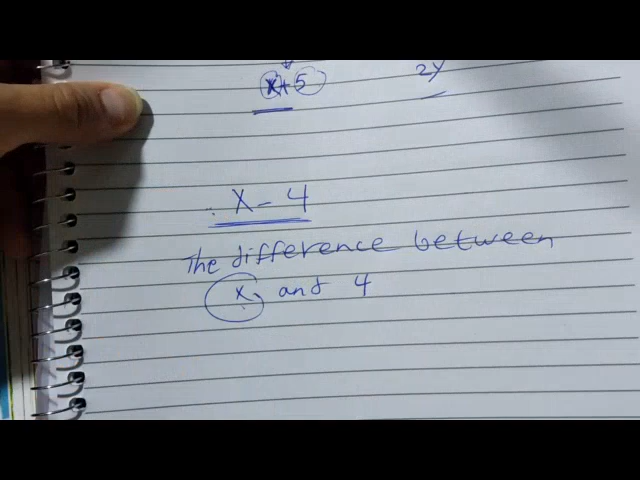 x+5 2y
x-4
The difference between
x, and 4